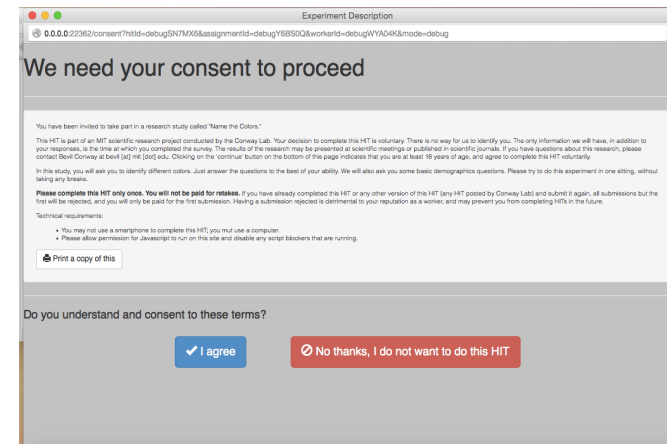 Experiment Description
0.0.0.0:22362/consent?hitId=debugSN7MX6&assignmentId=debugY6BS0Q&workerId=debugWYA04K&mode=debug
We need your consent to proceed
You have been invited to take part in a research study called "Name the Colors."
This HIT is part of an MIT scientific research project conducted by the Conway Lab. Your decision to complete this HIT is voluntary. There is no way for us to identify you. The only information we will have, in addition to
your responses, is the time at which you completed the survey. The results of the research may be presented at scientific meetings or published in scientific journals. If you have questions about this research, please
contact Bevil Conway at bevil [at] mit [dot] edu. Clicking on the 'continue' button on the bottom of this page indicates that you are at least 18 years of age, and agree to complete this HIT voluntarily.
In this study, you will ask you to identify different colors. Just answer the questions to the best of your ability. We will also ask you some basic demographics questions. Please try to do this experiment in one sitting, without
taking any breaks.
Please complete this HIT only once. You will not be paid for retakes. If you have already completed this HIT or any other version of this HIT (any HIT posted by Conway Lab) and submit it again, all submissions but the
first will be rejected, and you will only be paid for the first submission. Having a submission rejected is detrimental to your reputation as a worker, and may prevent you from completing HITs in the future.
Technical requirements:
• You may not use a smartphone to complete this HIT; you mut use a computer.
• Please allow permission for Javascript to run on this site and disable any script blockers that are running.
Print a copy of this
Do you understand and consent to these terms?
I agree
No thanks, I do not want to do this HIT